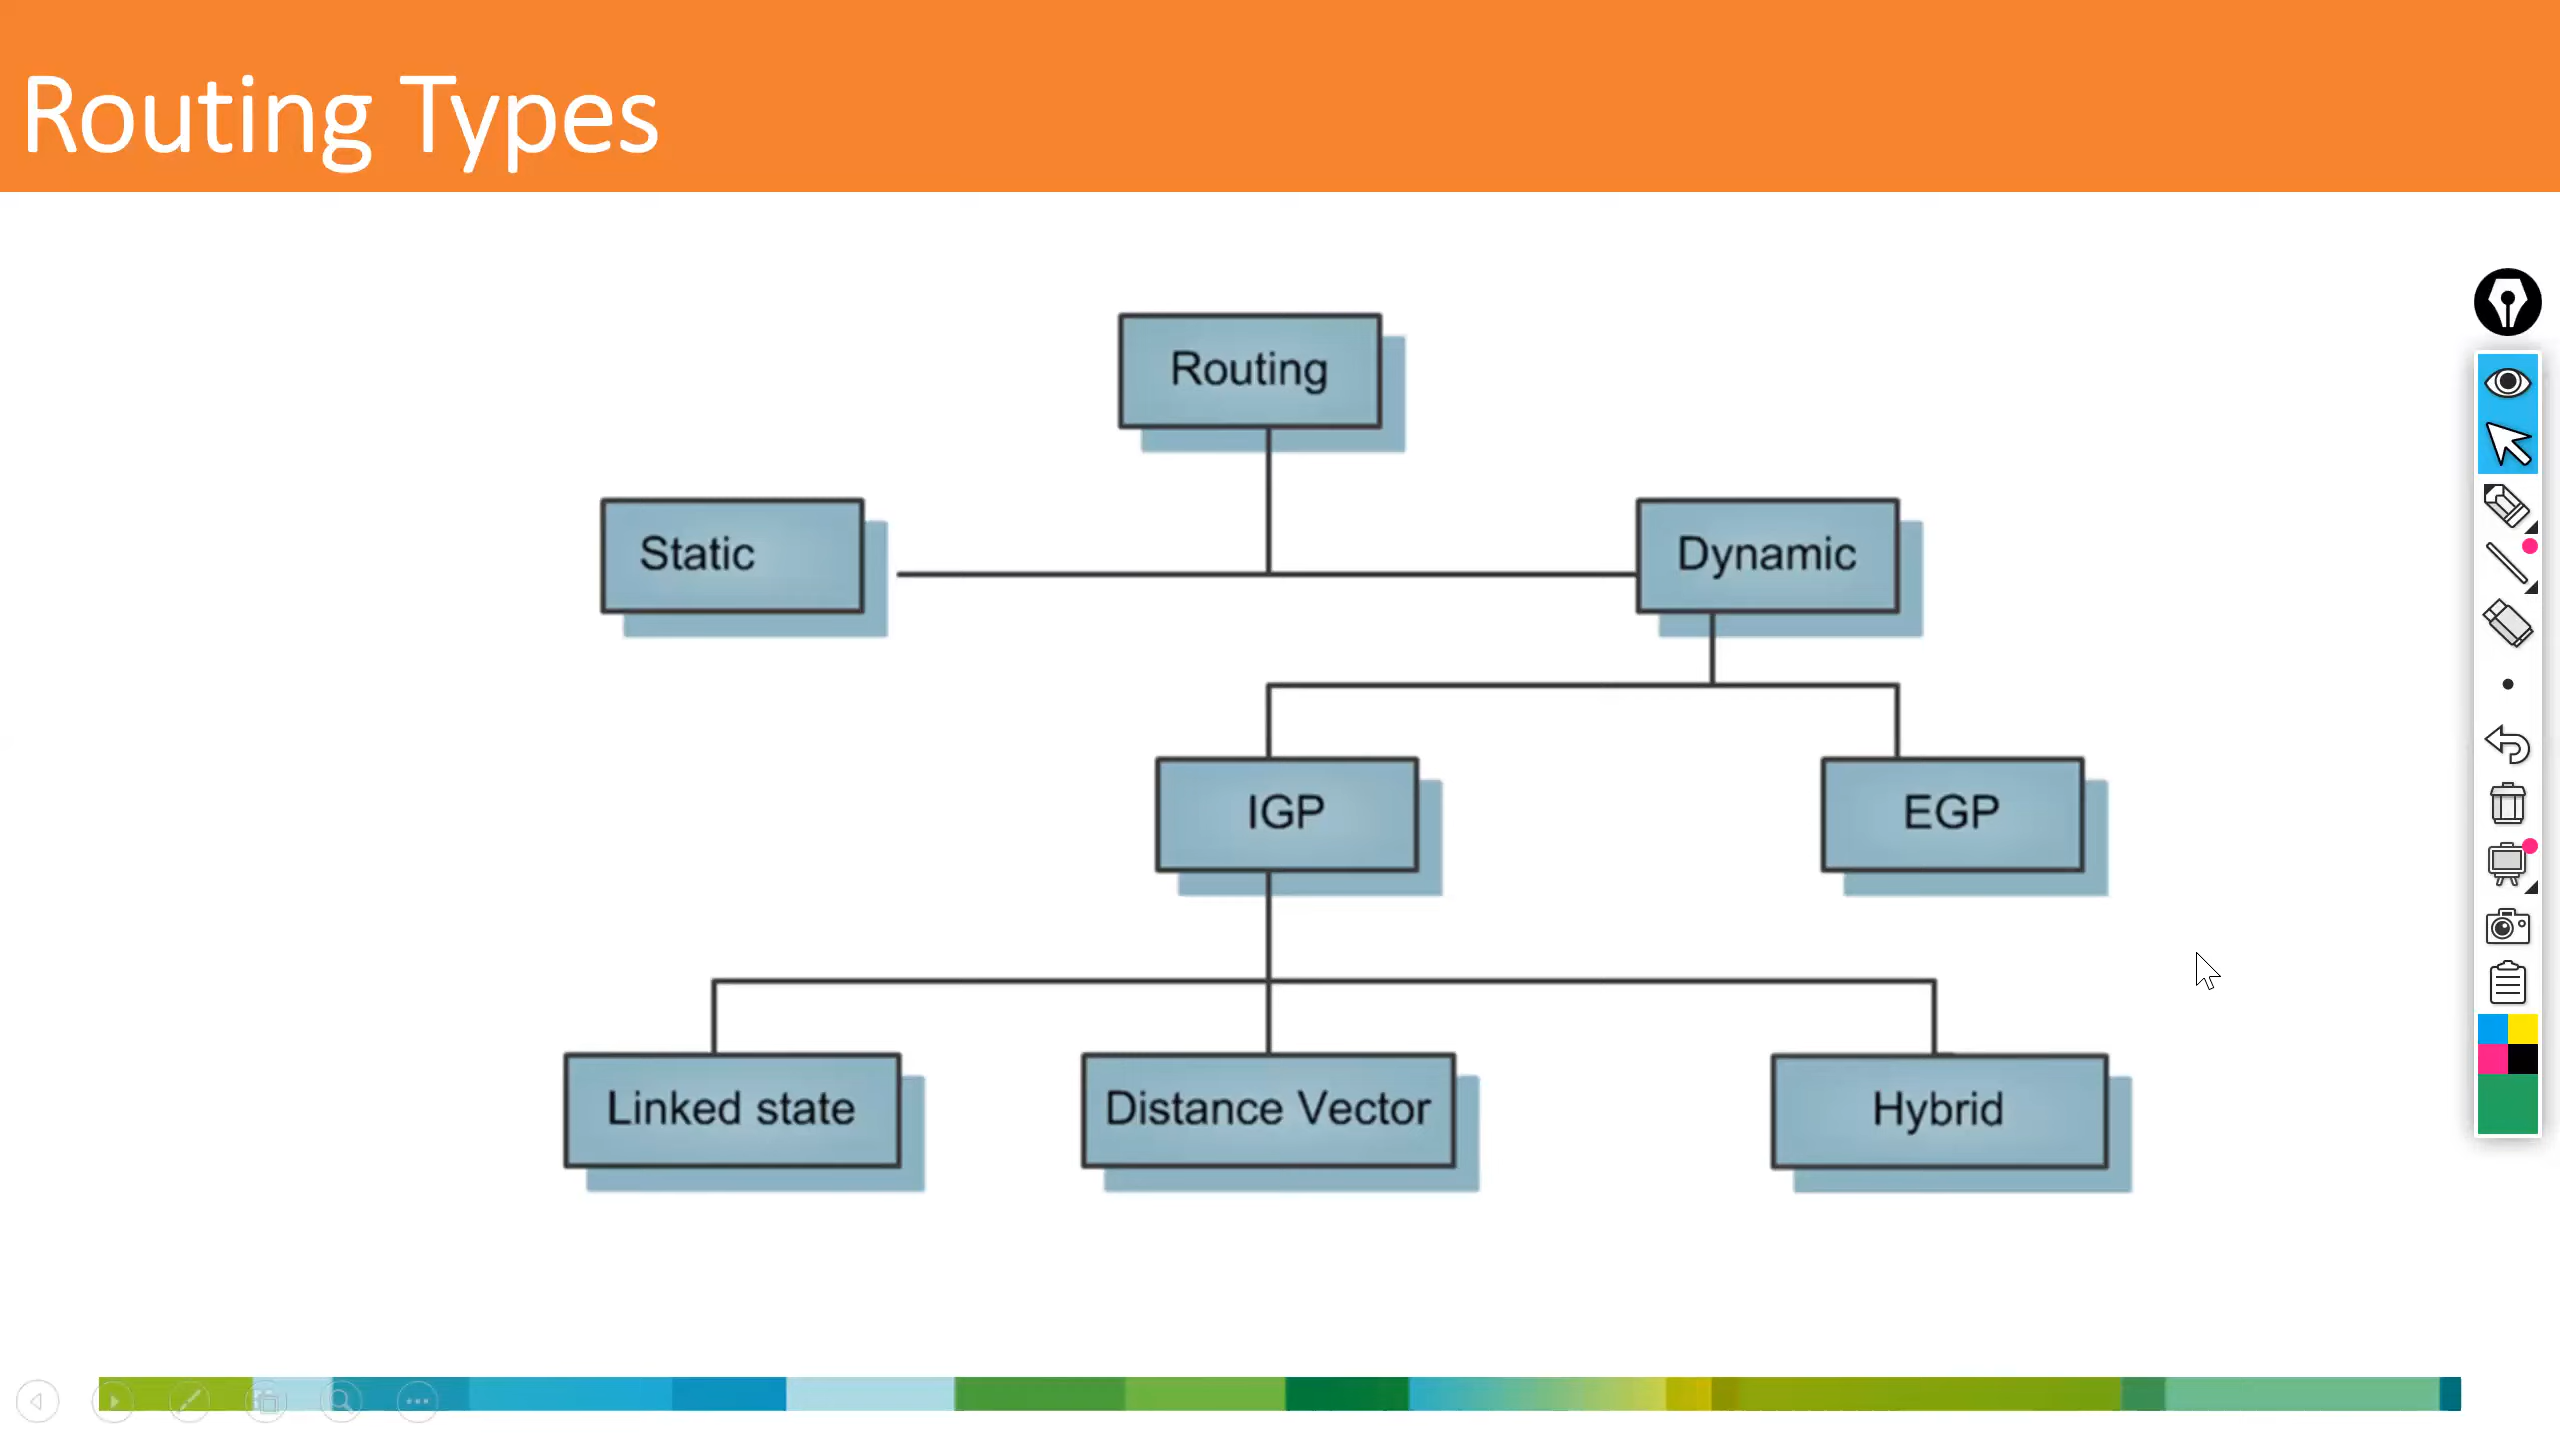 Routing Types
Routing
Static
Dynamic
IGP
EGP
Linked state
Distance Vector
Hybrid